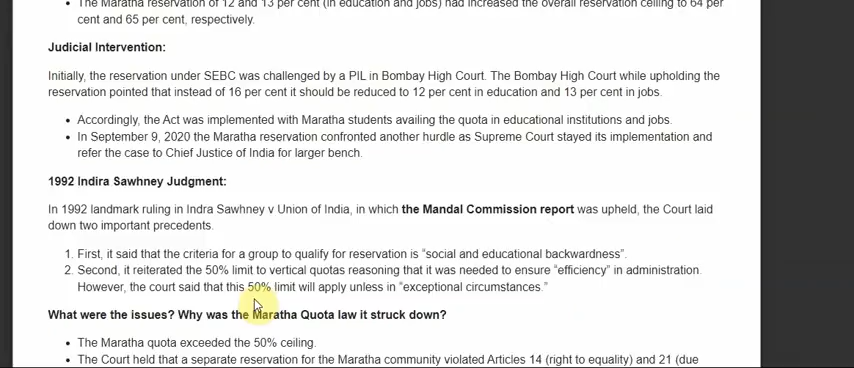 The Maratha reservation of 12 and 13 per cent (in education and jobs) had increased the overall reservation ceiling to 64 per
cent and 65 per cent, respectively.
Judicial Intervention:
Initially, the reservation under SEBC was challenged by a PIL in Bombay High Court. The Bombay High Court while upholding the
reservation pointed that instead of 16 per cent it should be reduced to 12 per cent in education and 13 per cent in jobs.
• Accordingly, the Act was implemented with Maratha students availing the quota in educational institutions and jobs.
• In September 9, 2020 the Maratha reservation confronted another hurdle as Supreme Court stayed its implementation and
refer the case to Chief Justice of India for larger bench.
1992 Indira Sawhney Judgment:
In 1992 landmark ruling in Indra Sawhney v Union of India, in which the Mandal Commission report was upheld, the Court laid
down two important precedents.
1. First, it said that the criteria for a group to qualify for reservation is "social and educational backwardness".
2. Second, it reiterated the 50% limit to vertical quotas reasoning that it was needed to ensure "efficiency" in administration.
However, the court said that this 50% limit will apply unless in "exceptional circumstances."
What were the issues? Why was the Maratha Quota law it struck down?
• The Maratha quota exceeded the 50% ceiling.
• The Court held that a separate reservation for the Maratha community violated Articles 14 (right to equality) and 21 (due